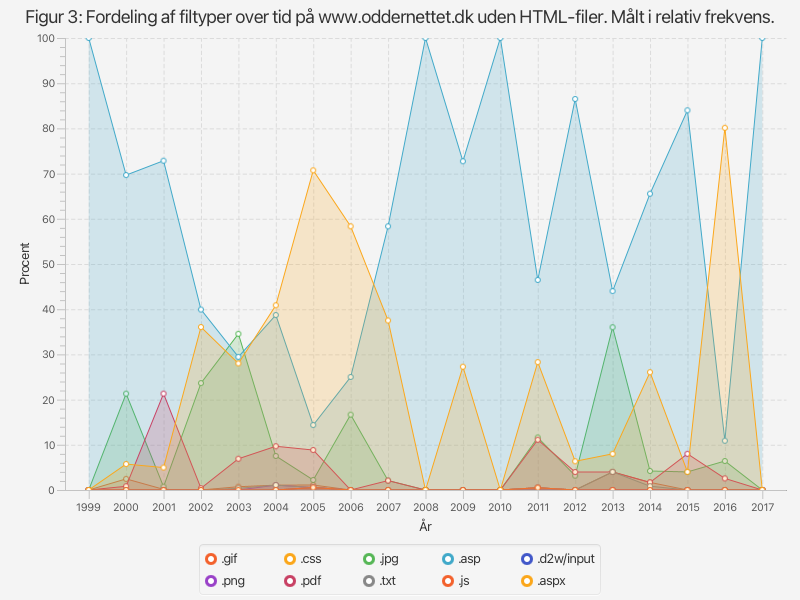 Figur 3: Fordeling af filtyper over tid på www.oddernettet.dk uden HTML-filer. Målt i relativ frekvens.
100
90
80
70
60
50
40
30
20
10
0
Procent
1999 2000 2001 2002 2003 2004 2005 2006 2007 2008 2009 2010 2011 2012 2013 2014 2015 2016 2017
År
.gif .css .jpg .asp .d2w/input
.png .pdf .txt .js .aspx